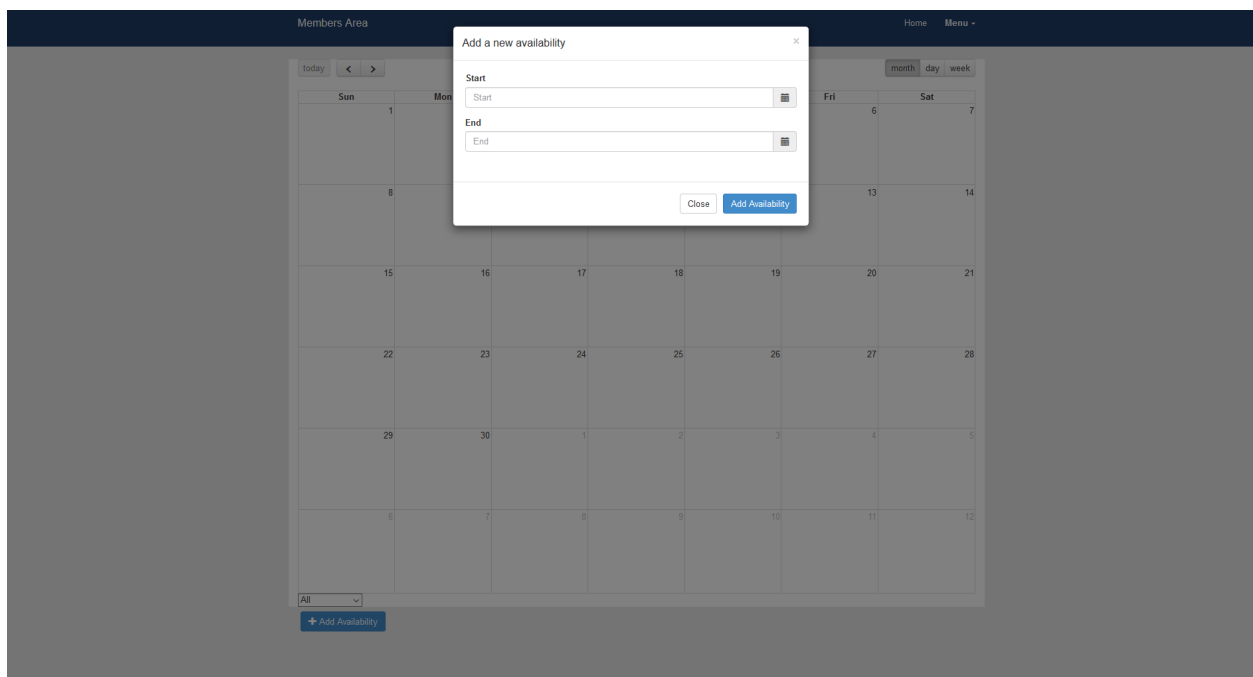 Members Area Home Menu
Add a new availability ×
today month day week
Start
Start
Sun Mon Fri Sat
1 6 7
End
End
8 13 14
Close Add Availability
15 16 17 18 19 20 21
22 23 24 25 26 27 28
29 30 1 2 3 4 5
6 7 8 9 10 11 12
All
+ Add Availability